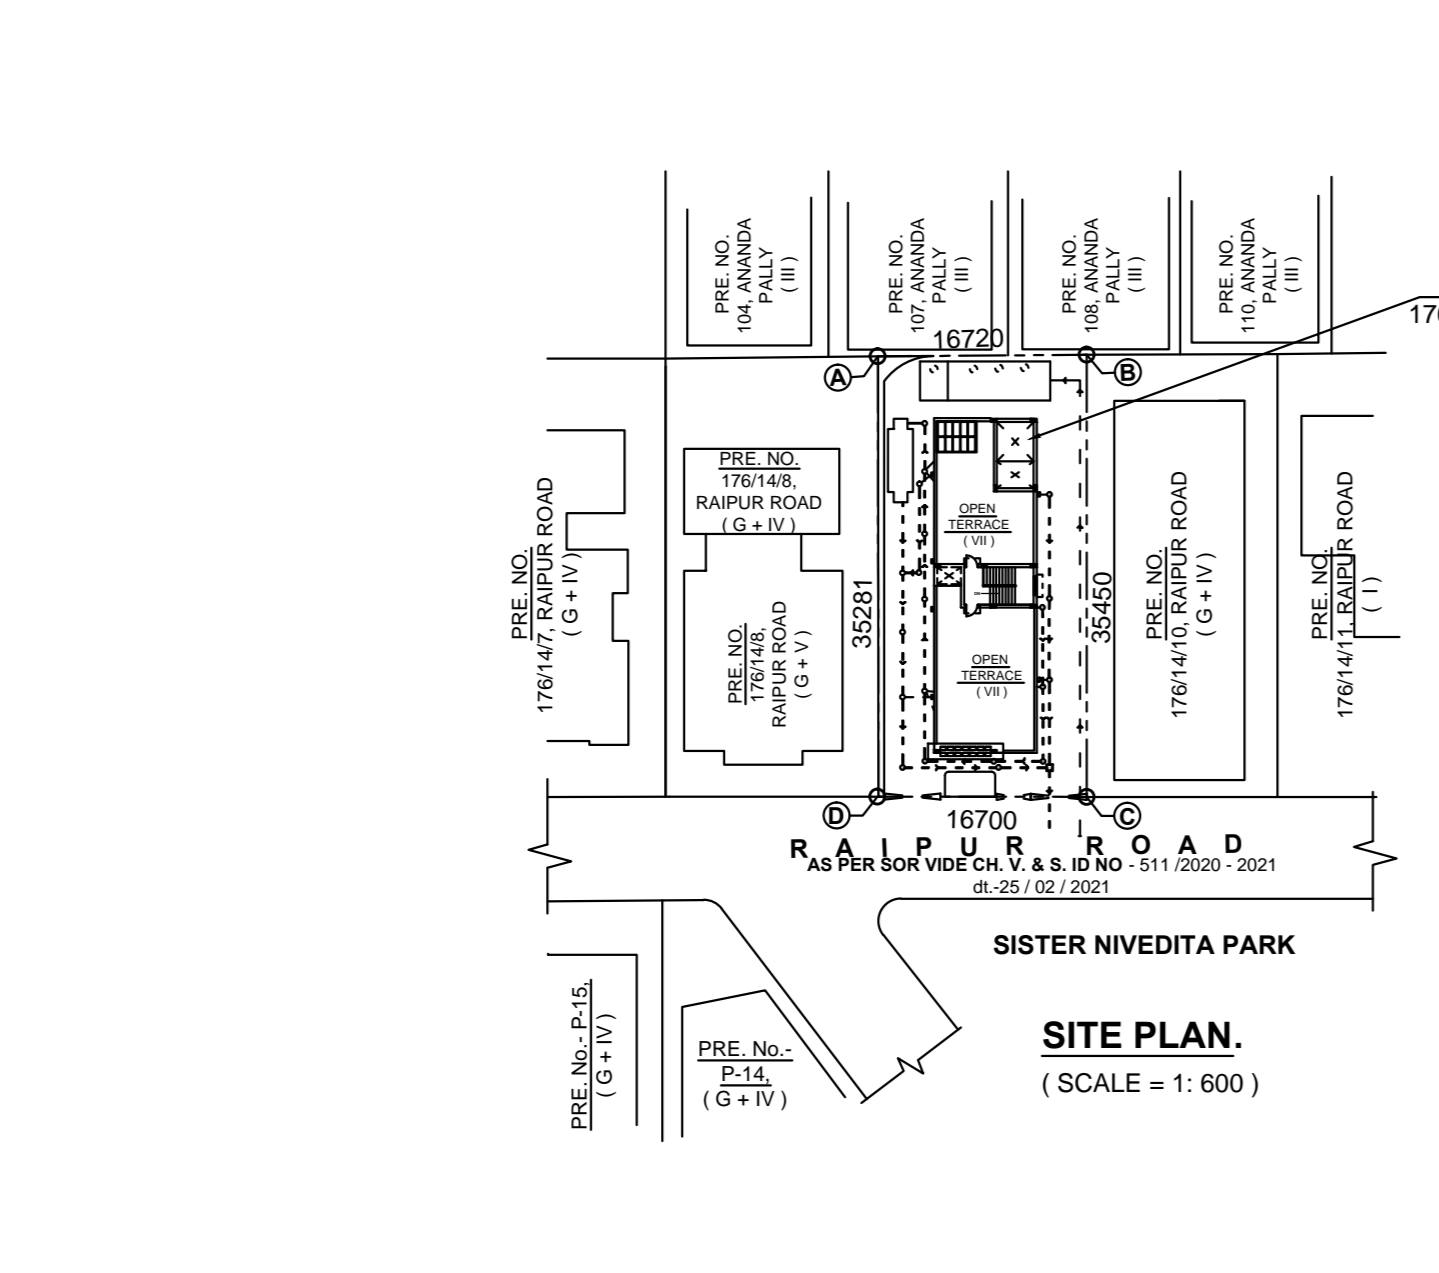 PRE. NO.
104, ANANDA
PALLY
( III )
PRE. NO.
107, ANANDA
PALLY
( III )
PRE. NO.
108, ANANDA
PALLY
( III )
PRE. NO.
110, ANANDA
PALLY
( III )
16720
A
B
PRE. NO.
176/14/7, RAIPUR ROAD
( G + IV )
PRE. NO.
176/14/8,
RAIPUR ROAD
( G + IV )
PRE. NO.
176/14/8,
RAIPUR ROAD
( G + V )
35281
OPEN
TERRACE
( VII )
OPEN
TERRACE
( VII )
35450
PRE. NO.
176/14/10, RAIPUR ROAD
( G + IV )
PRE. NO.
176/14/11, RAIPUR ROAD
( I )
D
C
16700
RAIPUR ROAD
AS PER SOR VIDE CH. V. & S. ID NO - 511 /2020 - 2021
dt.-25 / 02 / 2021
SISTER NIVEDITA PARK
PRE. No.- P-15,
( G + IV )
PRE. No.-
P-14,
( G + IV )
SITE PLAN.
( SCALE = 1: 600 )